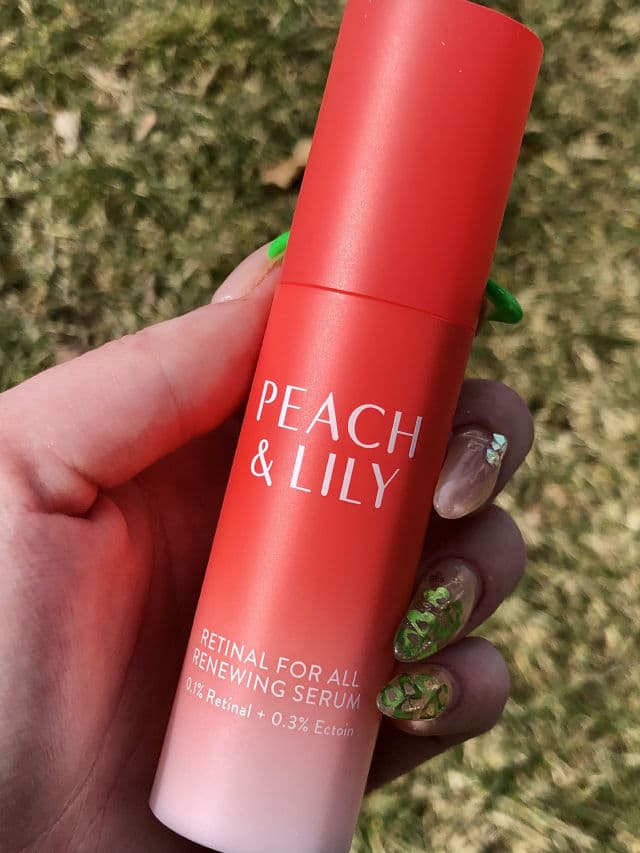 PEACH
& LILY
RETINAL FOR ALL
RENEWING SERUM
0.1% Retinal + 0.3% Ectoin